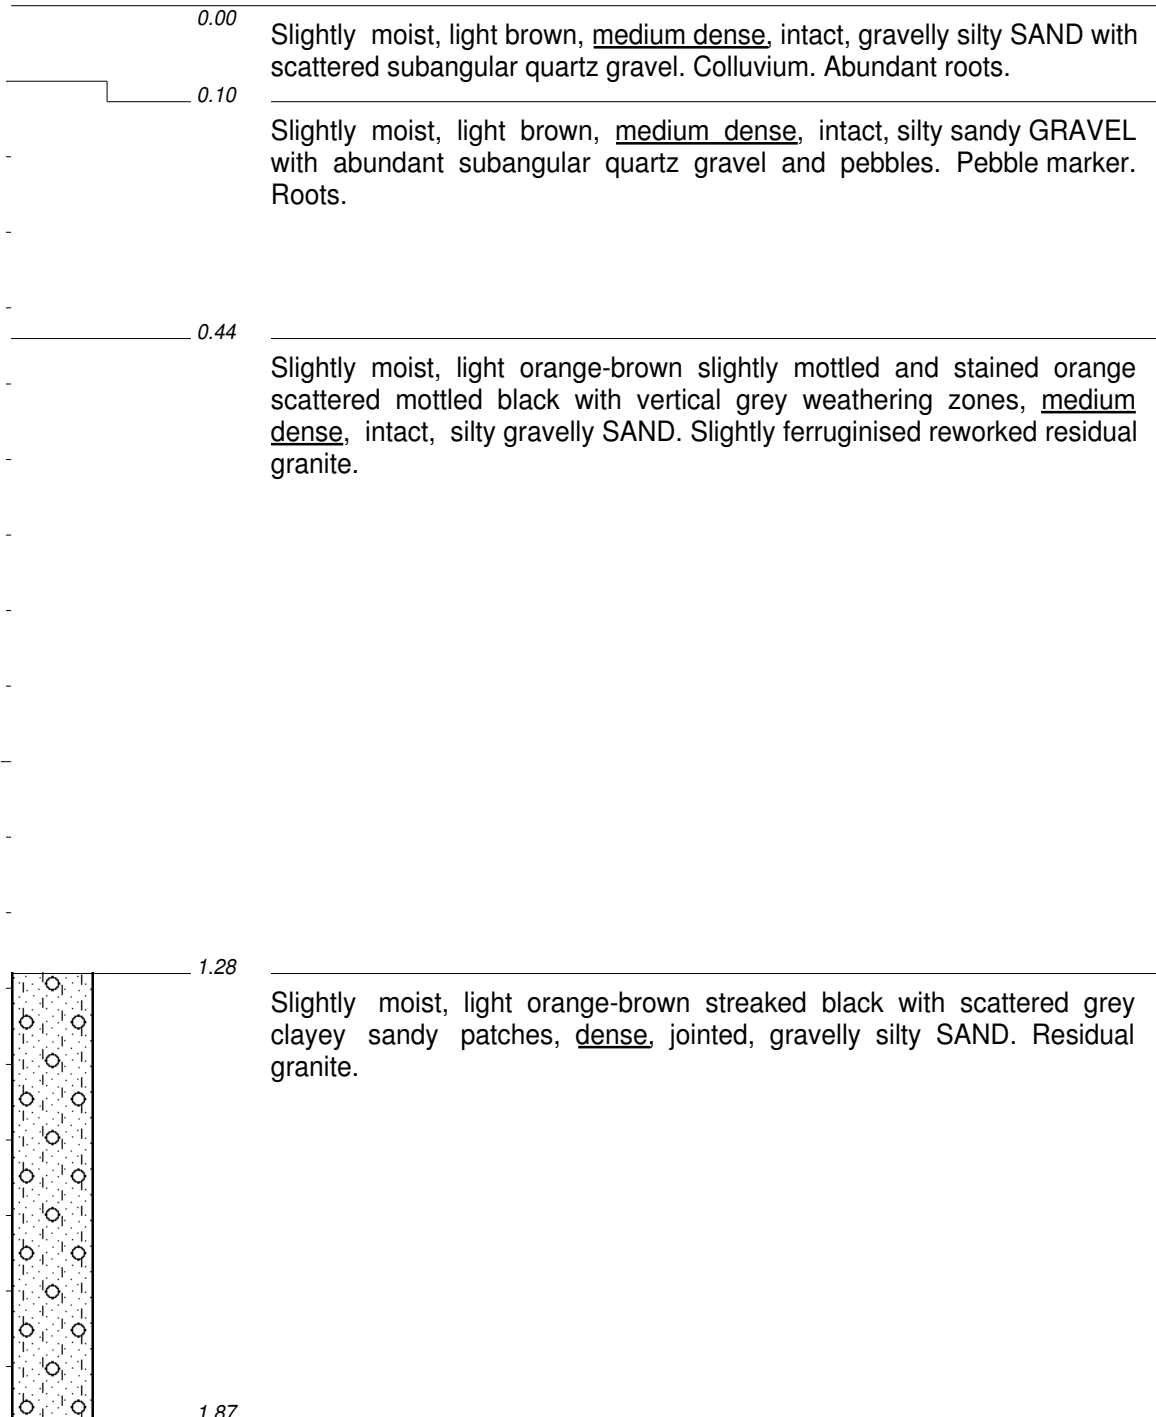 0.00
Slightly moist, light brown, medium dense, intact, gravelly silty SAND with
scattered subangular quartz gravel. Colluvium. Abundant roots.
0.10
Slightly moist, light brown, medium dense, intact, silty sandy GRAVEL
with abundant subangular quartz gravel and pebbles. Pebble marker.
Roots.
0.44
Slightly moist, light orange-brown slightly mottled and stained orange
scattered mottled black with vertical grey weathering zones, medium
dense, intact, silty gravelly SAND. Slightly ferruginised reworked residual
granite.
1.28
Slightly moist, light orange-brown streaked black with scattered grey
clayey sandy patches, dense, jointed, gravelly silty SAND. Residual
granite.
1.87